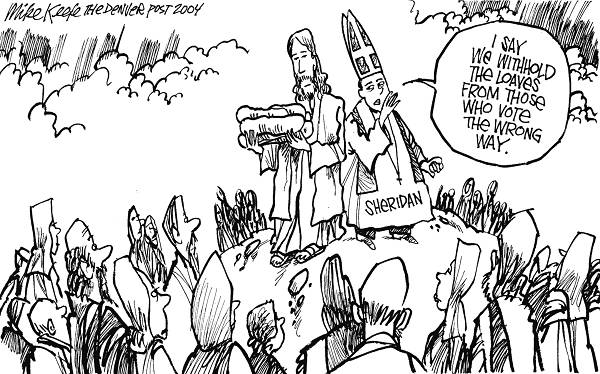 Mike Keefe THE DENVER POST 2004
I SAY
WE WITHHOLD
THE LOAVES
FROM THOSE
WHO VOTE
THE WRONG
WAY.
SHERIDAN